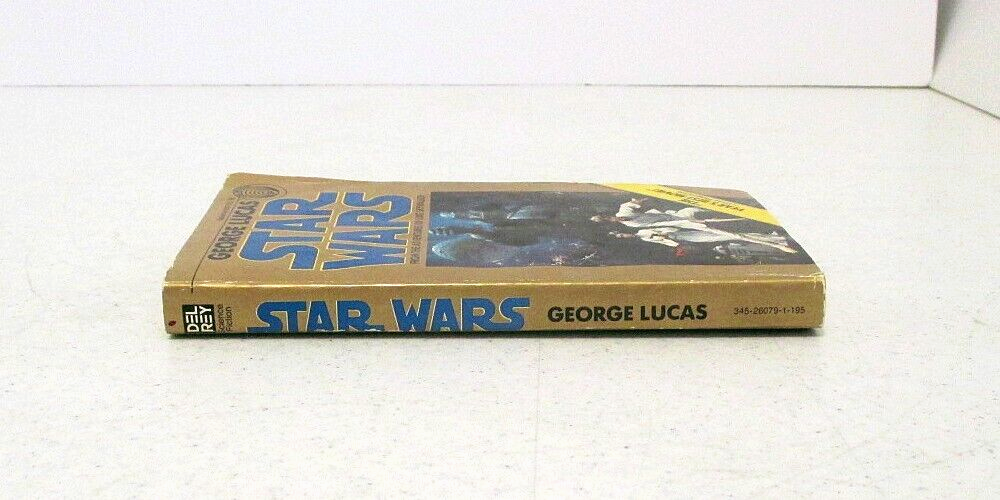 GEORGE LUCAS
STAR
WARS
DEL
REY
Science
Fiction
STAR WARS
GEORGE LUCAS
345-26079-1-195